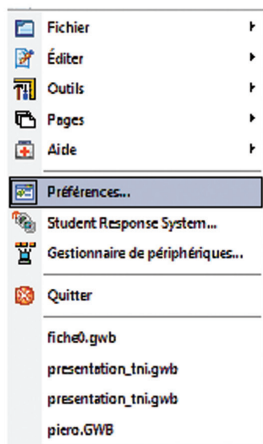 Fichier
Éditer
Outils
Pages
Aide
Préférences...
Student Response System...
Gestionnaire de périphériques...
Quitter
fiche0.gwb
presentation_tni.gwb
presentation_tni.gwb
piero.GWB